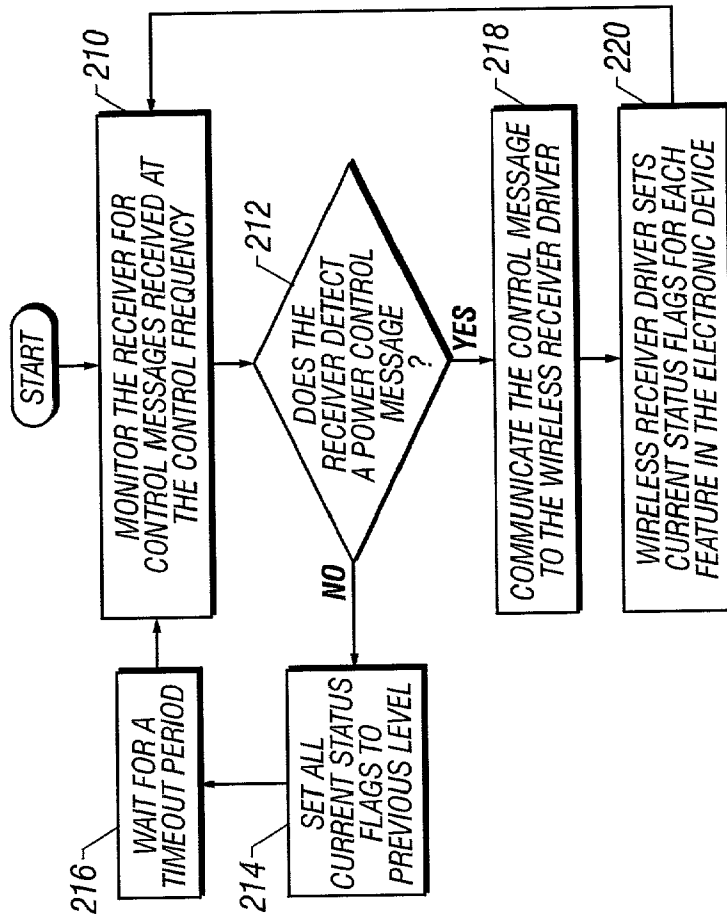 START
210
MONITOR THE RECEIVER FOR
CONTROL MESSAGES RECEIVED AT
THE CONTROL FREQUENCY
212
DOES THE
RECEIVER DETECT
A POWER CONTROL
MESSAGE
?
NO
YES
214
SET ALL
CURRENT STATUS
FLAGS TO
PREVIOUS LEVEL
216
WAIT FOR A
TIMEOUT PERIOD
218
COMMUNICATE THE CONTROL MESSAGE
TO THE WIRELESS RECEIVER DRIVER
220
WIRELESS RECEIVER DRIVER SETS
CURRENT STATUS FLAGS FOR EACH
FEATURE IN THE ELECTRONIC DEVICE